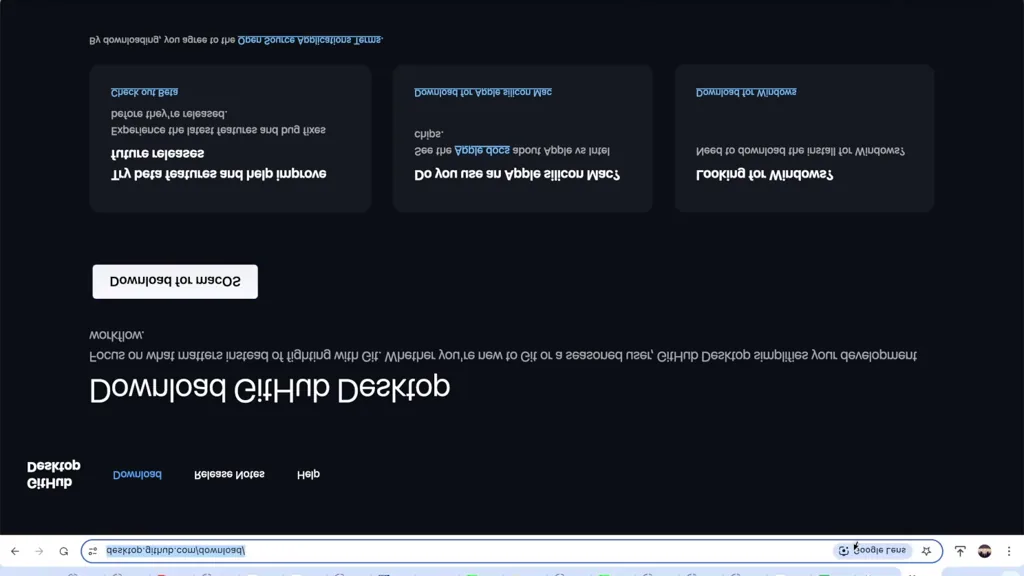 desktop.github.com/download/
Google Lens
GitHub
Desktop
Download
Release Notes
Help
Download GitHub Desktop
Focus on what matters instead of fighting with Git. Whether you're new to Git or a seasoned user, GitHub Desktop simplifies your development
workflow.
Download for macOS
Try beta features and help improve
future releases
Experience the latest features and bug fixes
before they're released.
Check out Beta
Do you use an Apple silicon Mac?
See the Apple docs about Apple vs Intel
chips.
Download for Apple silicon Mac
Looking for Windows?
Need to download the install for Windows?
Download for Windows
By downloading, you agree to the Open Source Applications Terms.